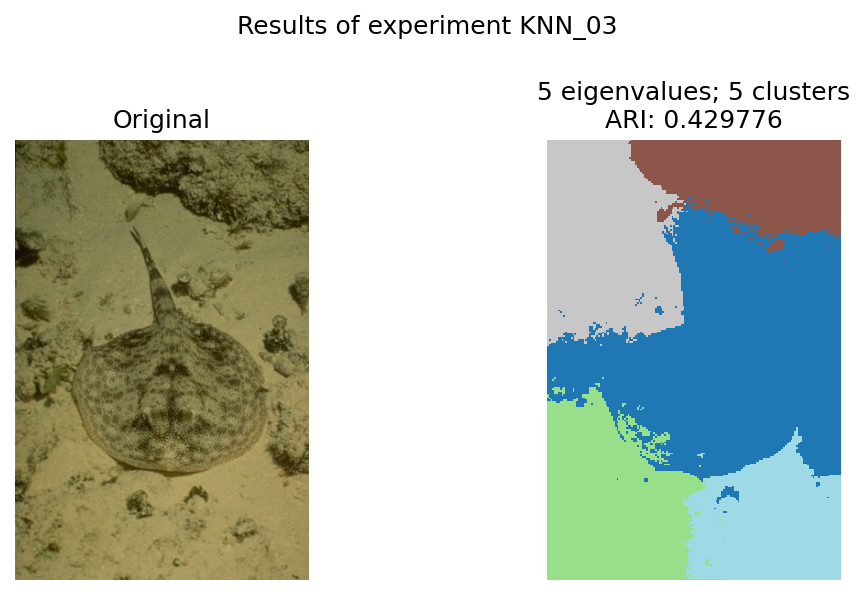 Results of experiment KNN_03
Original
5 eigenvalues; 5 clusters
ARI: 0.429776